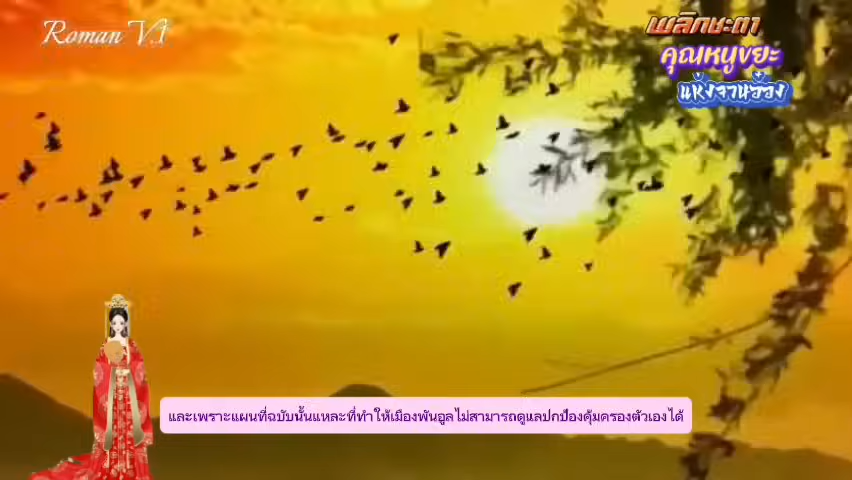 Roman V.1
พลิกชะตา
คุณหนูขยะ
แห่งจวนอ๋อง
และเพราะแผนที่ฉบับนั้นแหละที่ทำให้เมืองพันอูลไม่สามารถดูแลปกป้องคุ้มครองตัวเองได้